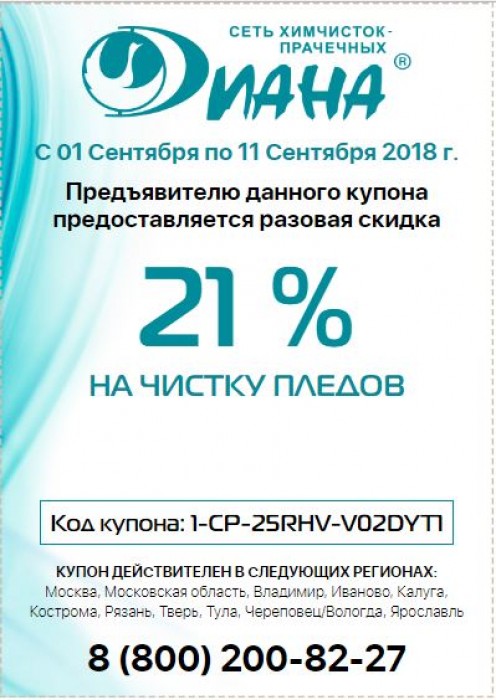 СЕТЬ ХИМЧИСТОК-
ПРАЧЕЧНЫХ
ДИАНА®
С 01 Сентября по 11 Сентября 2018 г.
Предъявителю данного купона
предоставляется разовая скидка
21 %
НА ЧИСТКУ ПЛЕДОВ
Код купона: 1-CP-25RHV-V02DYT1
КУПОН ДЕЙСТВИТЕЛЕН В СЛЕДУЮЩИХ РЕГИОНАХ:
Москва, Московская область, Владимир, Иваново, Калуга,
Кострома, Рязань, Тверь, Тула, Череповец/Вологда, Ярославль
8 (800) 200-82-27